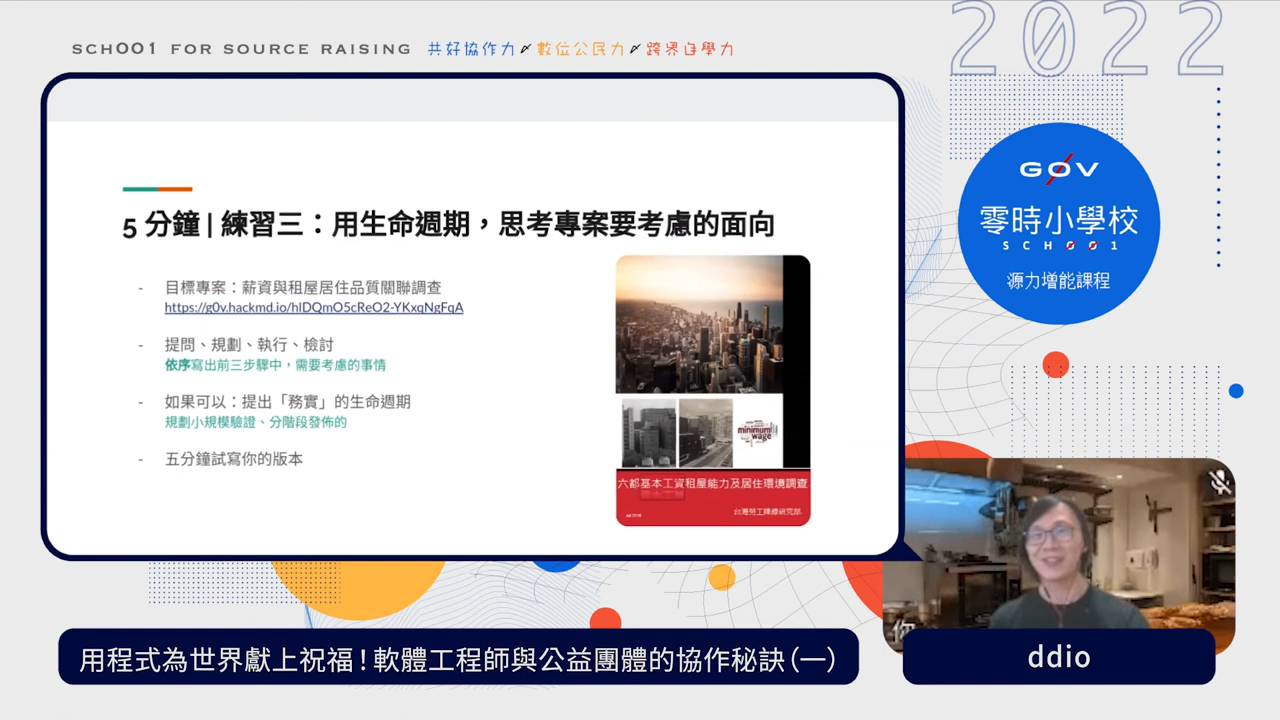 SCHOO1 FOR SOURCE RAISING 共好協作力 數位公民力 跨界自學力
2022
G0V
零時小學校
SCHOO1
源力增能課程
5 分鐘 | 練習三：用生命週期，思考專案要考慮的面向
- 目標專案：薪資與租屋居住品質關聯調查
https://g0v.hackmd.io/hlDQmO5cReO2-YKxqNgFqA
- 提問、規劃、執行、檢討
依序寫出前三步驟中，需要考慮的事情
- 如果可以：提出「務實」的生命週期
規劃小規模驗證、分階段發佈的
- 五分鐘試寫你的版本
minimum wage
六都基本工資租屋能力及居住環境調查
台灣勞工陣線研究部
你
用程式為世界獻上祝福！軟體工程師與公益團體的協作秘訣（一）
ddio